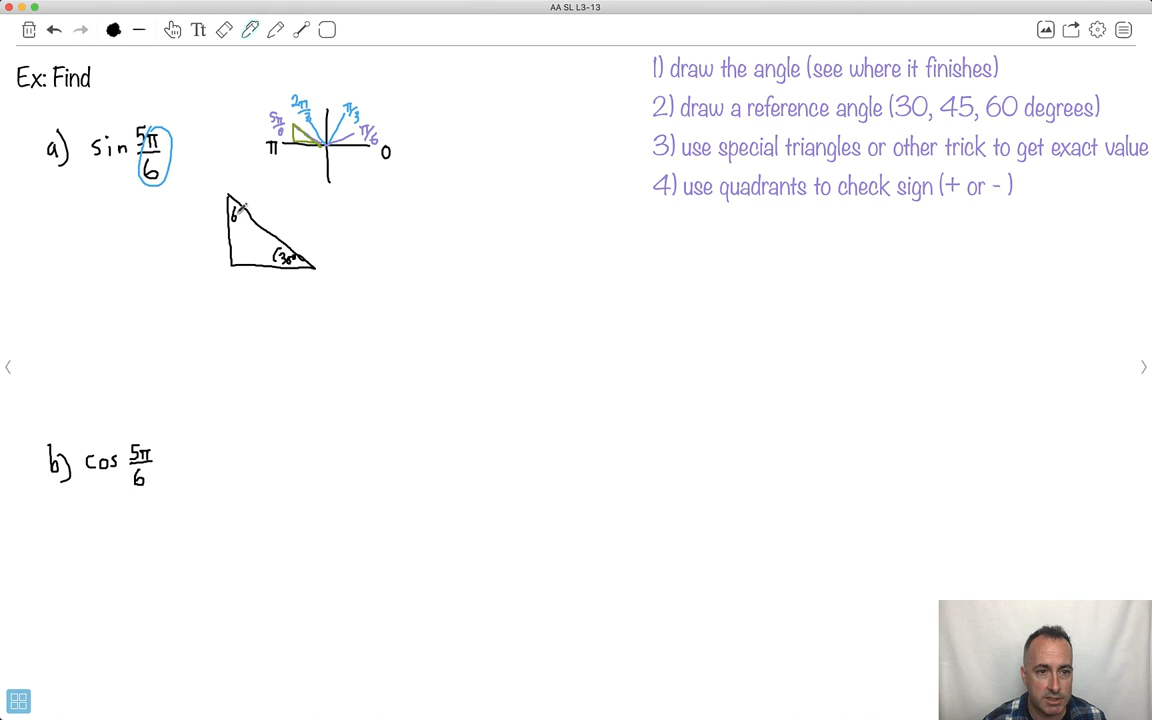 AA SL L3-13
Tt
Ex: Find
1) draw the angle (see where it finishes)
2) draw a reference angle (30, 45, 60 degrees)
3) use special triangles or other trick to get exact value
4) use quadrants to check sign (+ or - )
a) sin 5π/6
5π/6
2π/3
π/3
π/6
π
0
6
30°
b) cos 5π/6